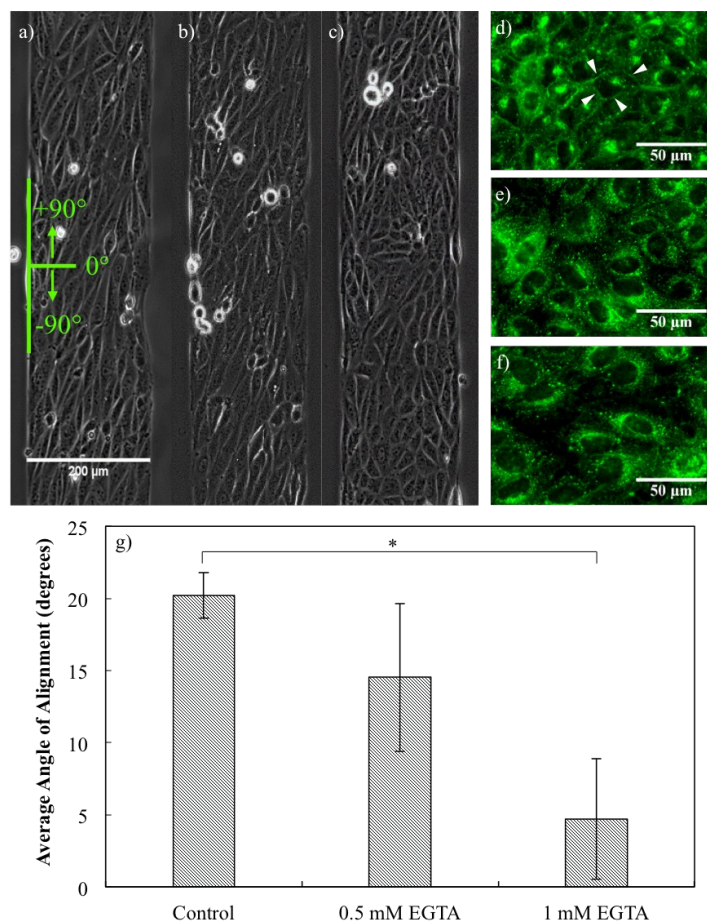 a)
b)
c)
+90°
0°
-90°
200 µm
d)
50 µm
e)
50 µm
f)
50 µm
g)
*
Average Angle of Alignment (degrees)
25
20
15
10
5
0
Control
0.5 mM EGTA
1 mM EGTA